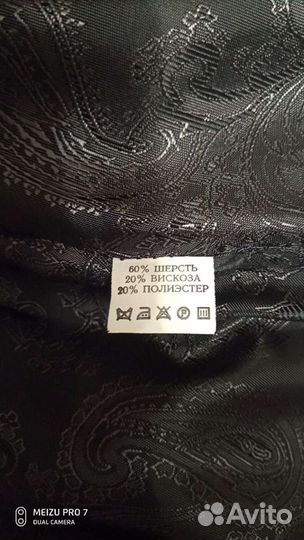 60% ШЕРСТЬ
20% ВИСКОЗА
20% ПОЛИЭСТЕР
P
MEIZU PRO 7
DUAL CAMERA
Avito